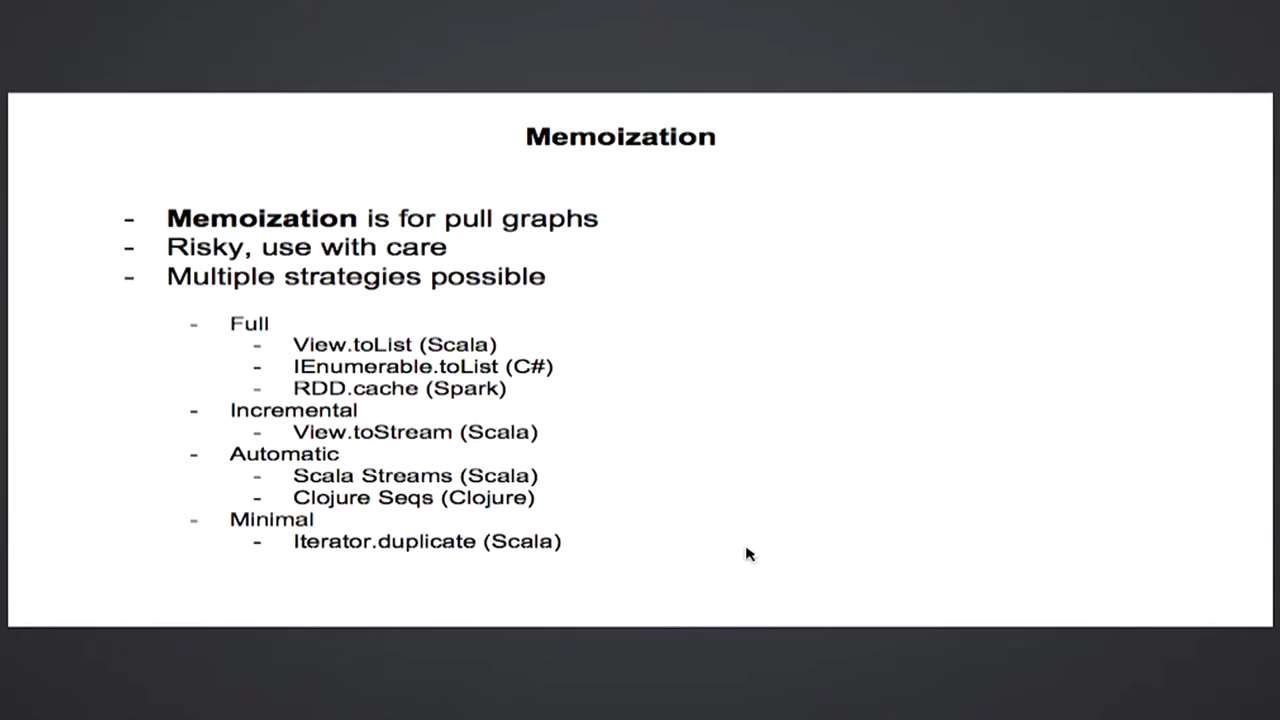 Memoization
- Memoization is for pull graphs
- Risky, use with care
- Multiple strategies possible
- Full
- View.toList (Scala)
- IEnumerable.toList (C#)
- RDD.cache (Spark)
- Incremental
- View.toStream (Scala)
- Automatic
- Scala Streams (Scala)
- Clojure Seqs (Clojure)
- Minimal
- Iterator.duplicate (Scala)